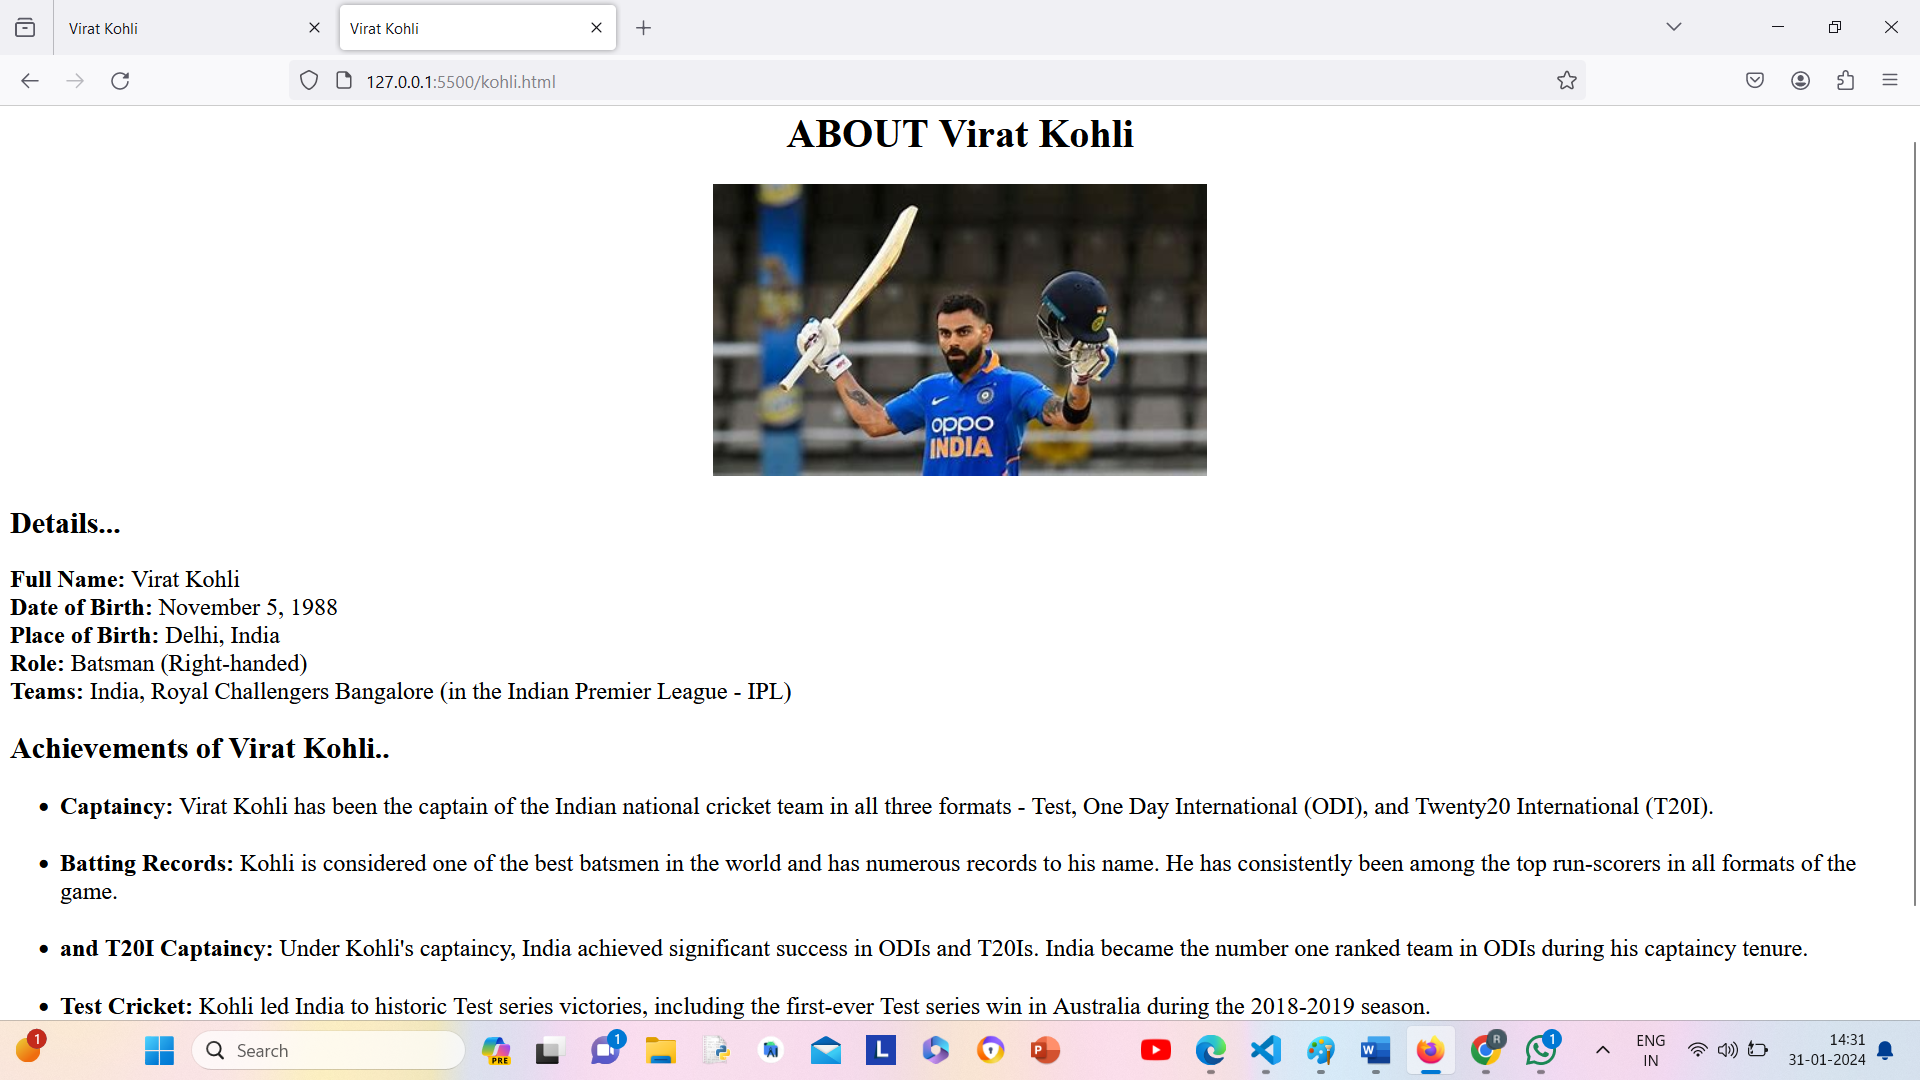 Virat Kohli
Virat Kohli
127.0.0.1:5500/kohli.html
ABOUT Virat Kohli
oppo
INDIA
Details...
Full Name: Virat Kohli
Date of Birth: November 5, 1988
Place of Birth: Delhi, India
Role: Batsman (Right-handed)
Teams: India, Royal Challengers Bangalore (in the Indian Premier League - IPL)
Achievements of Virat Kohli..
• Captaincy: Virat Kohli has been the captain of the Indian national cricket team in all three formats - Test, One Day International (ODI), and Twenty20 International (T20I).
• Batting Records: Kohli is considered one of the best batsmen in the world and has numerous records to his name. He has consistently been among the top run-scorers in all formats of the
game.
• and T20I Captaincy: Under Kohli's captaincy, India achieved significant success in ODIs and T20Is. India became the number one ranked team in ODIs during his captaincy tenure.
• Test Cricket: Kohli led India to historic Test series victories, including the first-ever Test series win in Australia during the 2018-2019 season.
1
Search
PRE
1
L
P
W
R
1
ENG
IN
14:31
31-01-2024